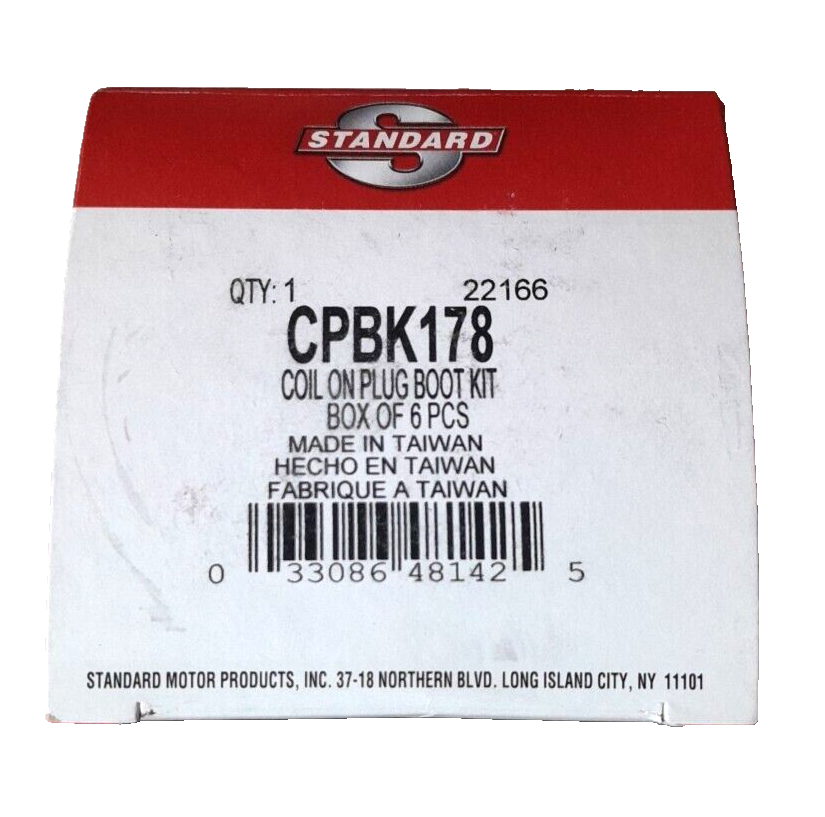 STANDARD
QTY: 1 22166
CPBK178
COIL ON PLUG BOOT KIT
BOX OF 6 PCS
MADE IN TAIWAN
HECHO EN TAIWAN
FABRIQUE A TAIWAN
0 33086 48142 5
STANDARD MOTOR PRODUCTS, INC. 37-18 NORTHERN BLVD. LONG ISLAND CITY, NY 11101